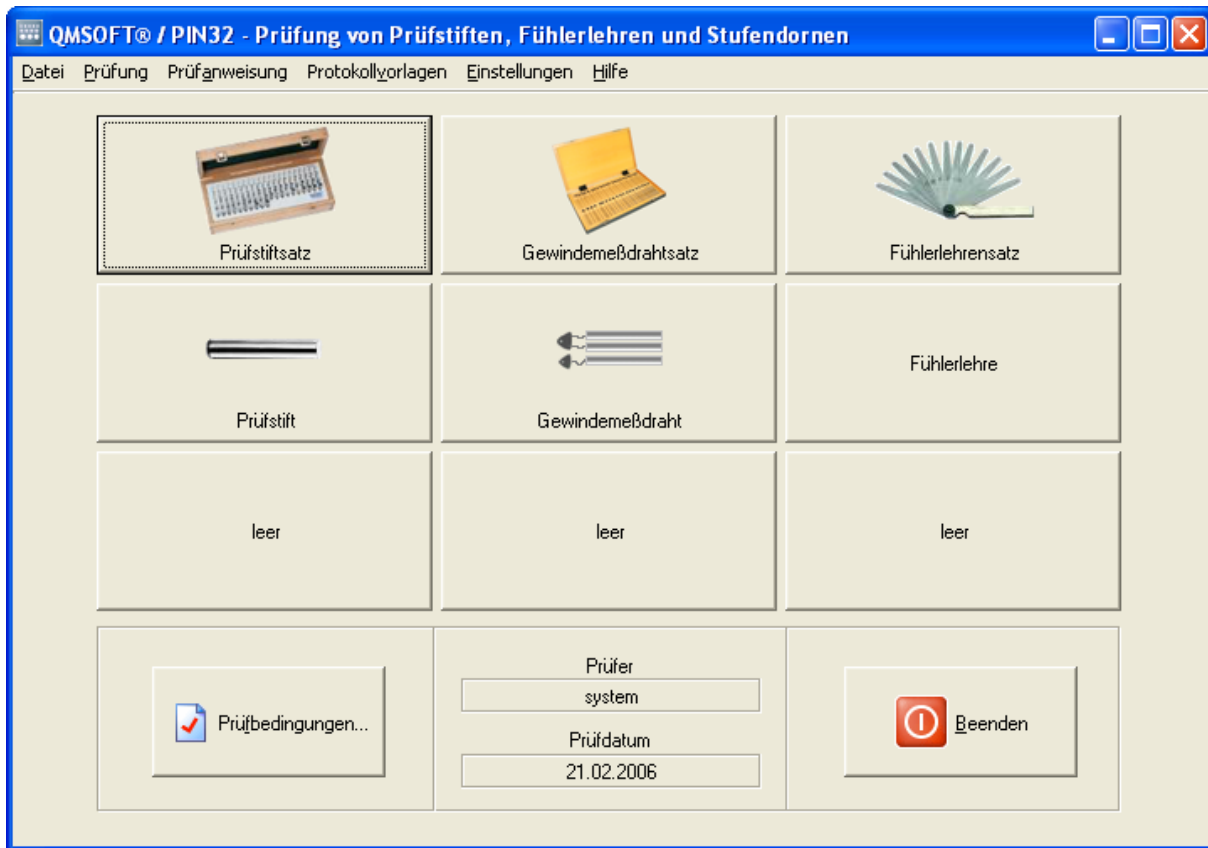 QMSOFT® / PIN32 - Prüfung von Prüfstiften, Fühlerlehren und Stufendornen
Datei Prüfung Prüfanweisung Protokollvorlagen Einstellungen Hilfe
Prüfstiftsatz
Gewindemeßdrahtsatz
Fühlerlehrensatz
Prüfstift
Gewindemeßdraht
Fühlerlehre
leer
leer
leer
Prüfbedingungen...
Prüfer
system
Prüfdatum
21.02.2006
Beenden